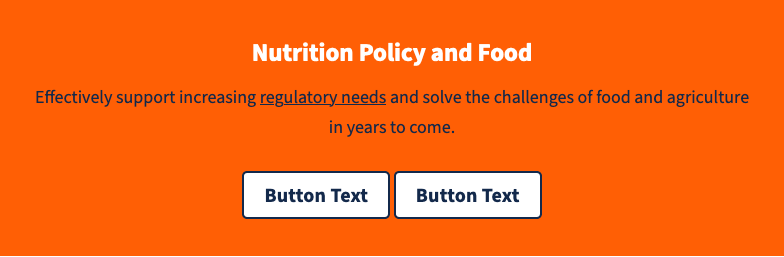 Nutrition Policy and Food
Effectively support increasing regulatory needs and solve the challenges of food and agriculture
in years to come.
Button Text Button Text